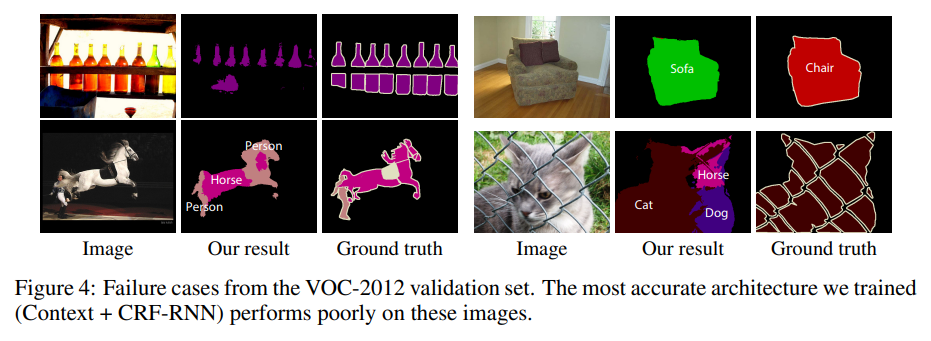 Sofa
Chair
Person
Horse
Person
Horse
Cat
Dog
Image
Our result
Ground truth
Image
Our result
Ground truth
Figure 4: Failure cases from the VOC-2012 validation set. The most accurate architecture we trained
(Context + CRF-RNN) performs poorly on these images.